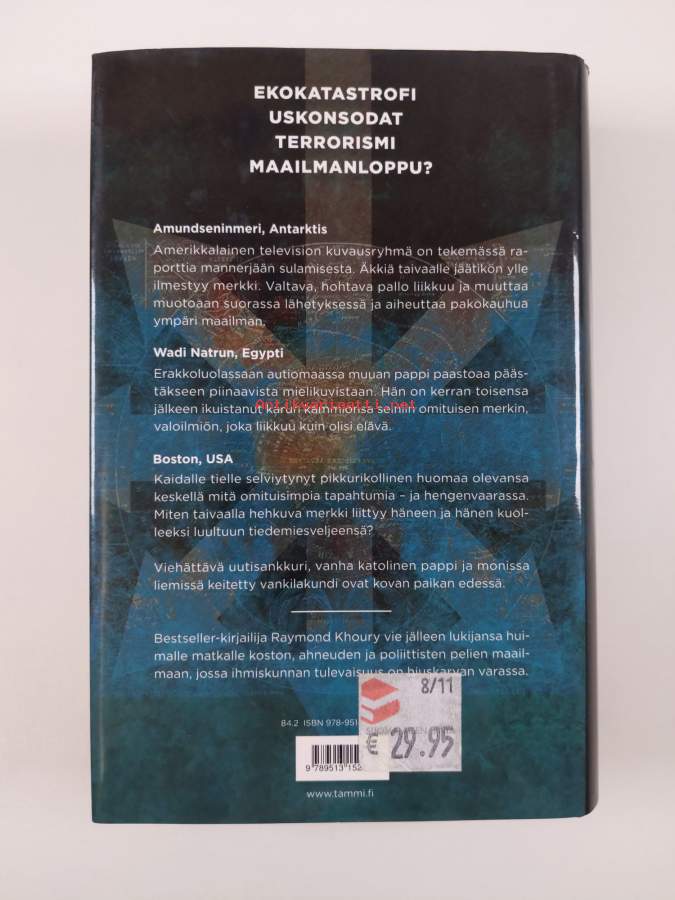 EKOKATASTROFI
USKONSODAT
TERRORISMI
MAAILMANLOPPU?
Amundseninmeri, Antarktis
Amerikkalainen television kuvausryhmä on tekemässä ra-
porttia mannerjään sulamisesta. Äkkiä taivaalle jäätikön ylle
ilmestyy merkki. Valtava, hohtava pallo liikkuu ja muuttaa
muotoaan suorassa lähetyksessä ja aiheuttaa pakokauhua
ympäri maailman.
Wadi Natrun, Egypti
Erakkoluolassaan autiomaassa muuan pappi paastoaa pääs-
täkseen piinaavista mielikuvistaan. Hän on kerran toisensa
jälkeen ikuistanut karun kammionsa seiniin omituisen merkin,
Antikvariaatti.net
valoilmiön, joka liikkuu kuin olisi elävä.
Boston, USA
Kaidalle tielle selviytynyt pikkurikollinen huomaa olevansa
keskellä mitä omituisimpia tapahtumia – ja hengenvaarassa.
Miten taivaalla hehkuva merkki liittyy häneen ja hänen kuol-
leeksi luultuun tiedemiesveljeensä?
Viehättävä uutisankkuri, vanha katolinen pappi ja monissa
liemissä keitetty vankilakundi ovat kovan paikan edessä.
Bestseller-kirjailija Raymond Khoury vie jälleen lukijansa hui-
malle matkalle koston, ahneuden ja poliittisten pelien maail-
maan, jossa ihmiskunnan tulevaisuus on hiuskarvan varassa.
8/11
84.2 ISBN 978-951
€ 29.95
9 789513 152
www.tammi.fi